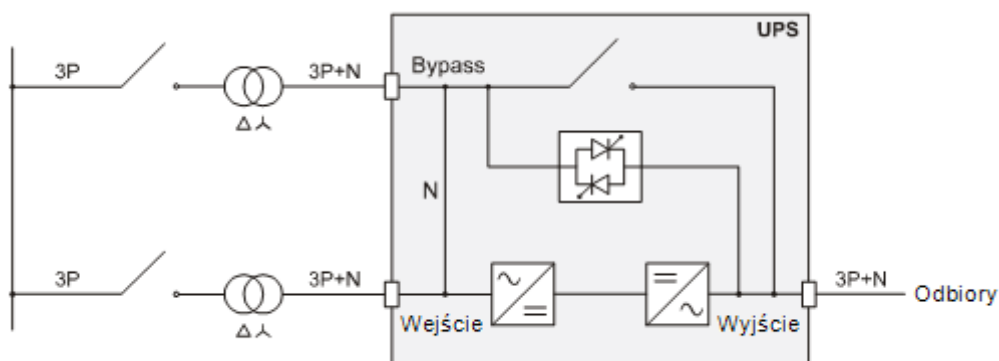 UPS
3P
3P+N
Bypass
Δ⅄
N
3P
3P+N
3P+N
Odbiory
Wejście
Wyjście
Δ⅄